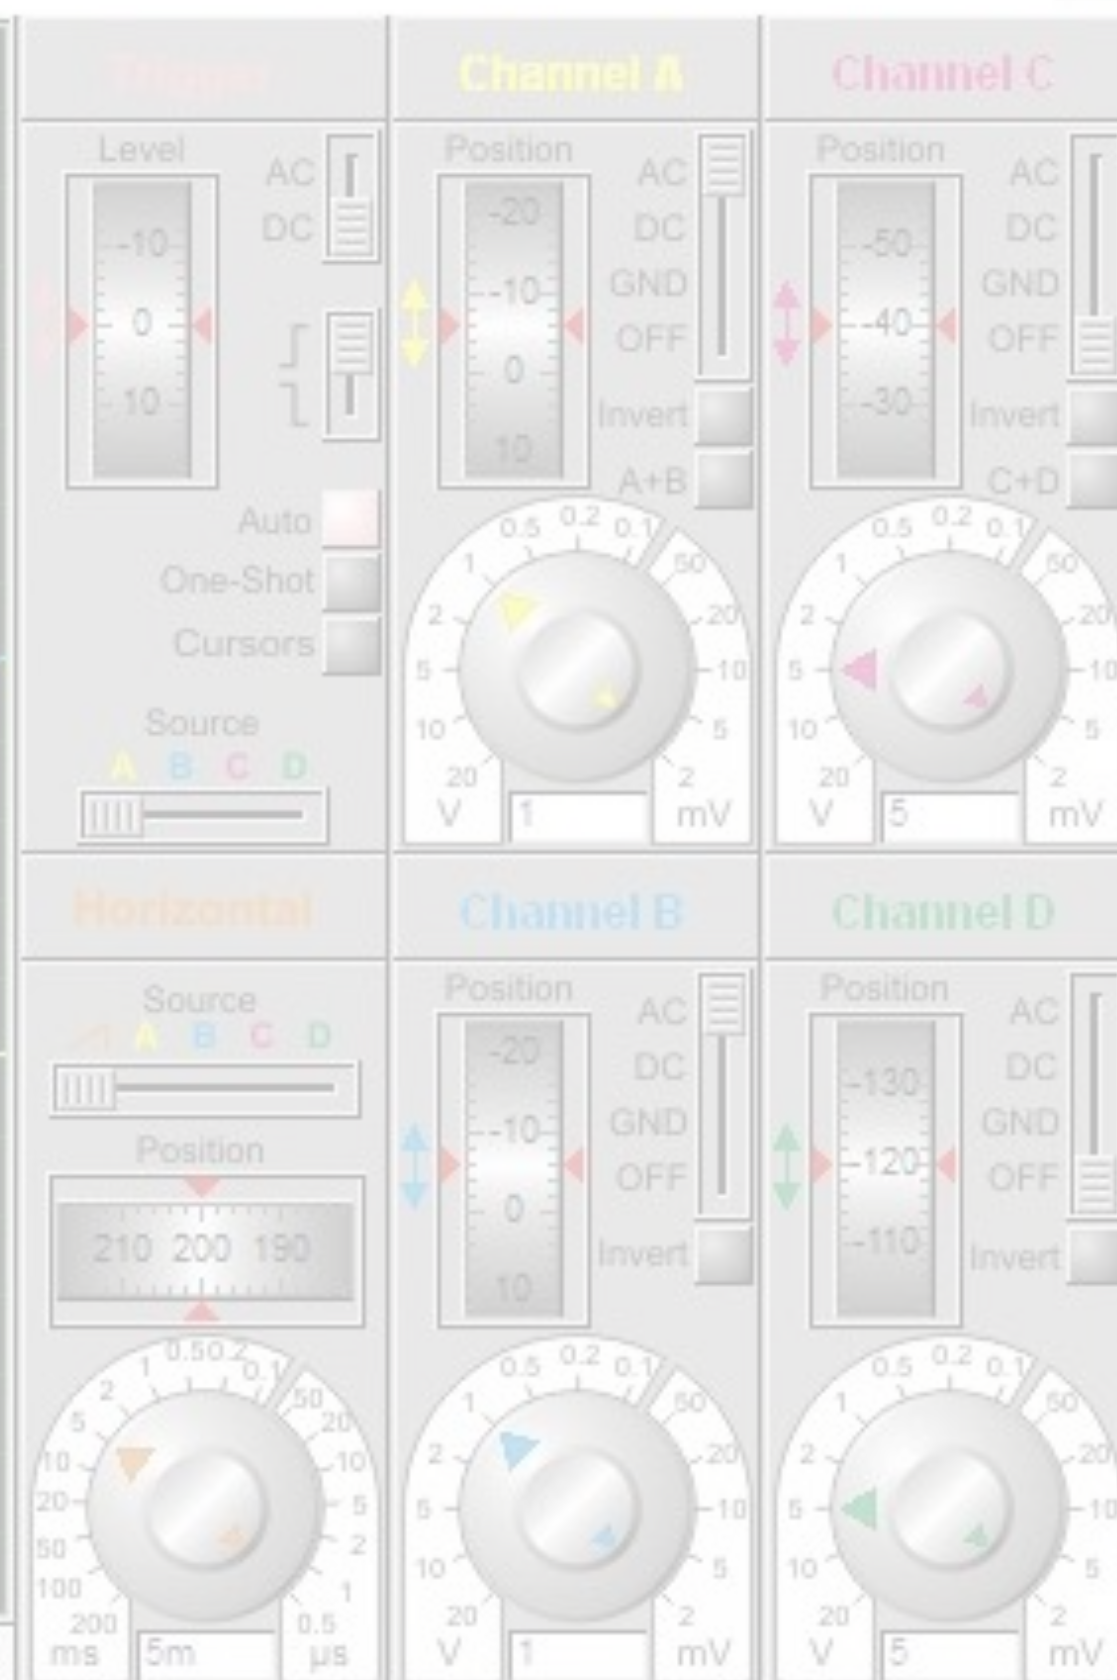 Trigger
Level
AC
DC
-10
0
10
Auto
One-Shot
Cursors
Source
A B C D
Channel A
Position
AC
DC
GND
OFF
-20
-10
0
10
Invert
A+B
20 10 5 2 1 0.5 0.2 0.1 50 20 10 5 2
V 1 mV
Channel C
Position
AC
DC
GND
OFF
-50
-40
-30
Invert
C+D
20 10 5 2 1 0.5 0.2 0.1 50 20 10 5 2
V 5 mV
Horizontal
Source
A B C D
Position
210 200 190
200 100 50 20 10 5 2 1 0.5 0.2 0.1 50 20 10 5 2 1 0.5
ms 5m µs
Channel B
Position
AC
DC
GND
OFF
-20
-10
0
10
Invert
20 10 5 2 1 0.5 0.2 0.1 50 20 10 5 2
V 1 mV
Channel D
Position
AC
DC
GND
OFF
-130
-120
-110
Invert
20 10 5 2 1 0.5 0.2 0.1 50 20 10 5 2
V 5 mV